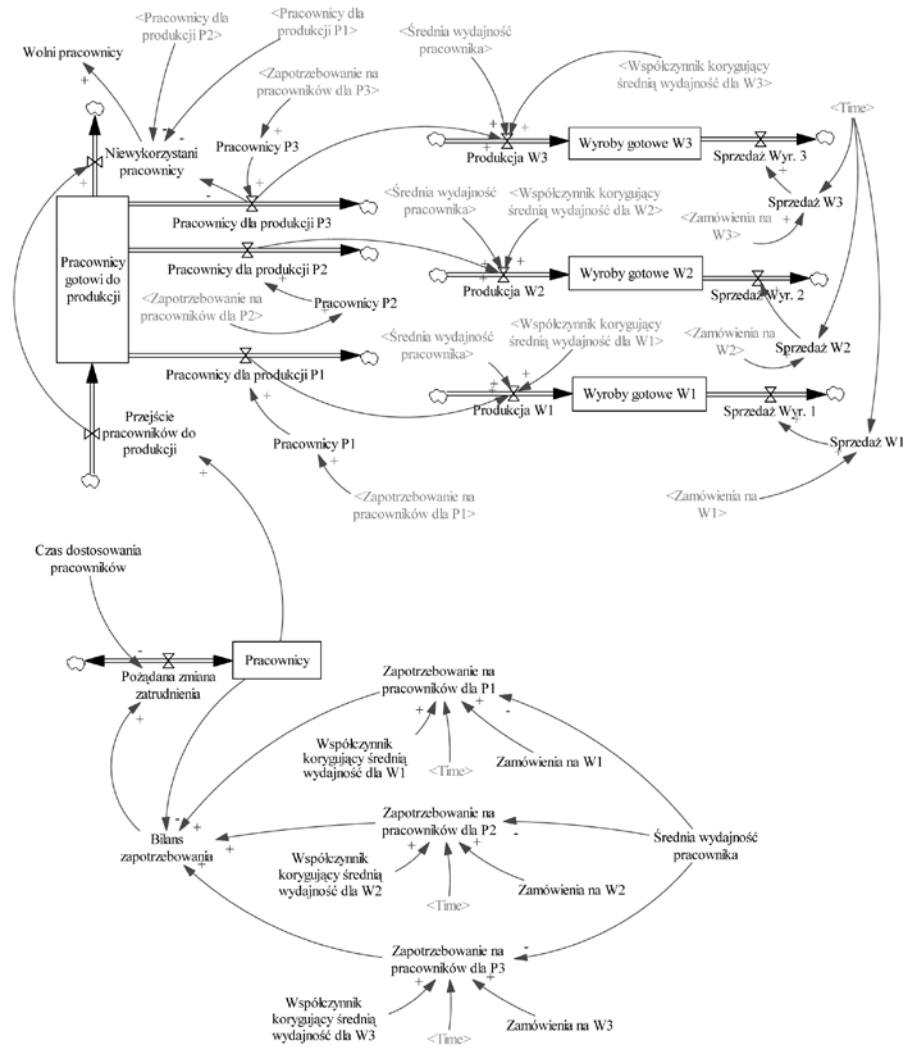 <Pracownicy dla
produkcji P2>
<Pracownicy dla
produkcji P1>
Wolni pracownicy
<Zapotrzebowanie na
pracowników dla P3>
<Średnia wydajność
pracownika>
<Współczynnik korygujący
średnią wydajność dla W3>
<Time>
Niewykorzystani
pracownicy
Pracownicy P3
Produkcja W3
Wyroby gotowe W3
Sprzedaż Wyr. 3
Sprzedaż W3
<Zamówienia na
W3>
Pracownicy dla produkcji P3
<Średnia wydajność
pracownika>
<Współczynnik korygujący
średnią wydajność dla W2>
Pracownicy
gotowi do
produkcji
Pracownicy dla produkcji P2
Produkcja W2
Wyroby gotowe W2
Sprzedaż Wyr. 2
<Zapotrzebowanie na
pracowników dla P2>
Pracownicy P2
<Średnia wydajność
pracownika>
<Współczynnik korygujący
średnią wydajność dla W1>
<Zamówienia na
W2>
Sprzedaż W2
Pracownicy dla produkcji P1
Produkcja W1
Wyroby gotowe W1
Sprzedaż Wyr. 1
Przejście
pracowników do
produkcji
Pracownicy P1
Sprzedaż W1
<Zapotrzebowanie na
pracowników dla P1>
<Zamówienia na
W1>
Czas dostosowania
pracowników
Pracownicy
Pożądana zmiana
zatrudnienia
Zapotrzebowanie na
pracowników dla P1
Współczynnik
korygujący średnią
wydajność dla W1
<Time>
Zamówienia na W1
Bilans
zapotrzebowania
Zapotrzebowanie na
pracowników dla P2
Średnia wydajność
pracownika
Współczynnik
korygujący średnią
wydajność dla W2
<Time>
Zamówienia na W2
Zapotrzebowanie na
pracowników dla P3
Współczynnik
korygujący średnią
wydajność dla W3
<Time>
Zamówienia na W3